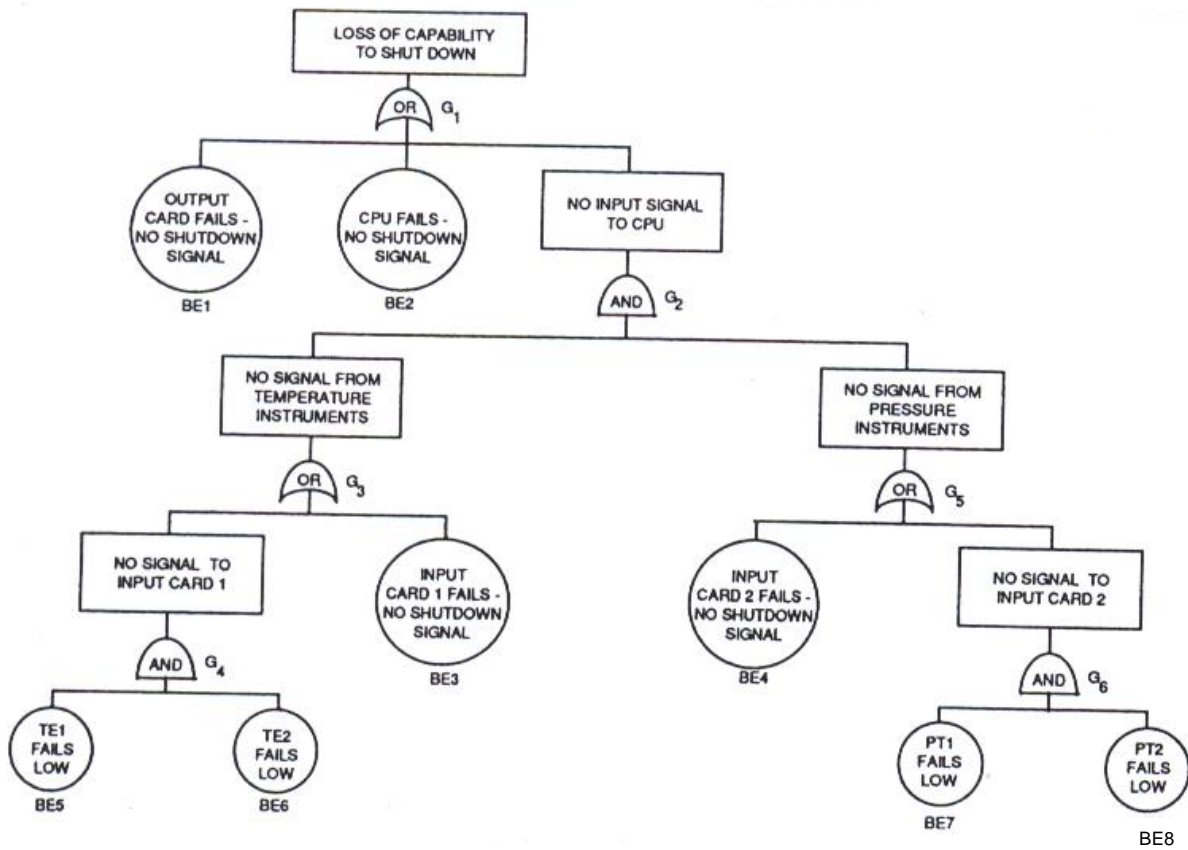 LOSS OF CAPABILITY
TO SHUT DOWN
OR
G1
OUTPUT
CARD FAILS -
NO SHUTDOWN
SIGNAL
BE1
CPU FAILS -
NO SHUTDOWN
SIGNAL
BE2
NO INPUT SIGNAL
TO CPU
AND
G2
NO SIGNAL FROM
TEMPERATURE
INSTRUMENTS
NO SIGNAL FROM
PRESSURE
INSTRUMENTS
OR
G3
OR
G5
NO SIGNAL TO
INPUT CARD 1
INPUT
CARD 1 FAILS -
NO SHUTDOWN
SIGNAL
BE3
INPUT
CARD 2 FAILS -
NO SHUTDOWN
SIGNAL
BE4
NO SIGNAL TO
INPUT CARD 2
AND
G4
AND
G6
TE1
FAILS
LOW
BE5
TE2
FAILS
LOW
BE6
PT1
FAILS
LOW
BE7
PT2
FAILS
LOW
BE8